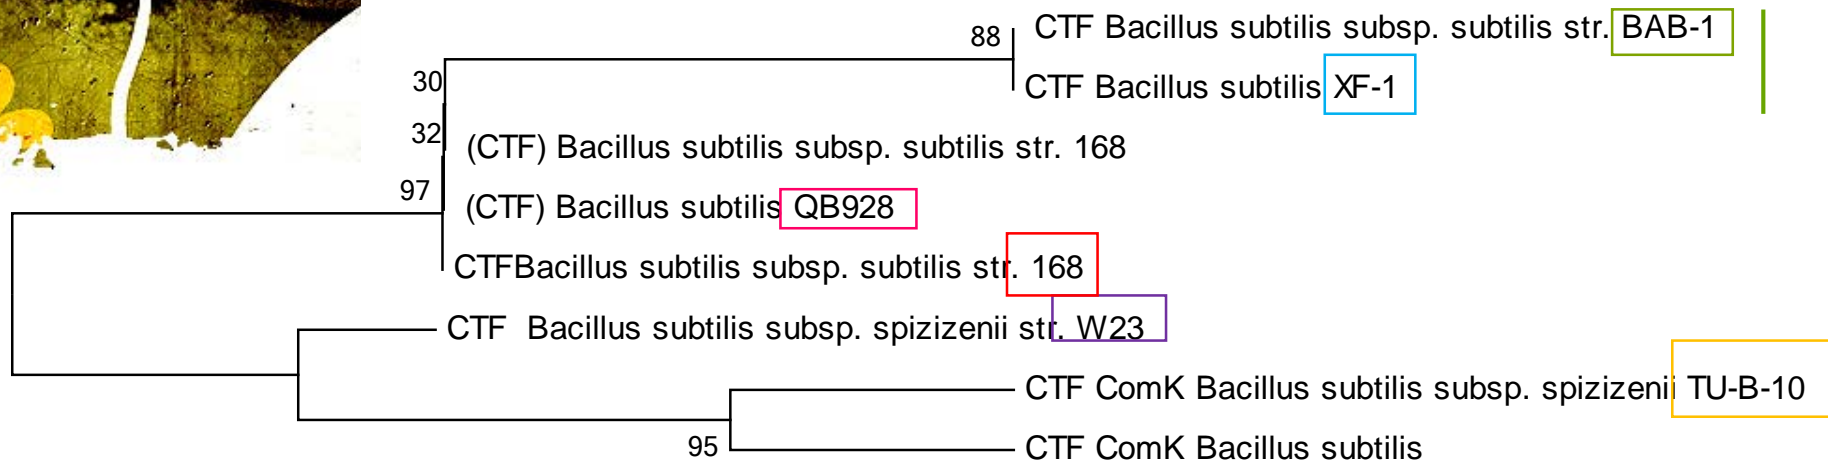 88
CTF Bacillus subtilis subsp. subtilis str. BAB-1
CTF Bacillus subtilis XF-1
30
32
(CTF) Bacillus subtilis subsp. subtilis str. 168
97
(CTF) Bacillus subtilis QB928
CTFBacillus subtilis subsp. subtilis str. 168
CTF Bacillus subtilis subsp. spizizenii str. W23
CTF ComK Bacillus subtilis subsp. spizizenii TU-B-10
95
CTF ComK Bacillus subtilis